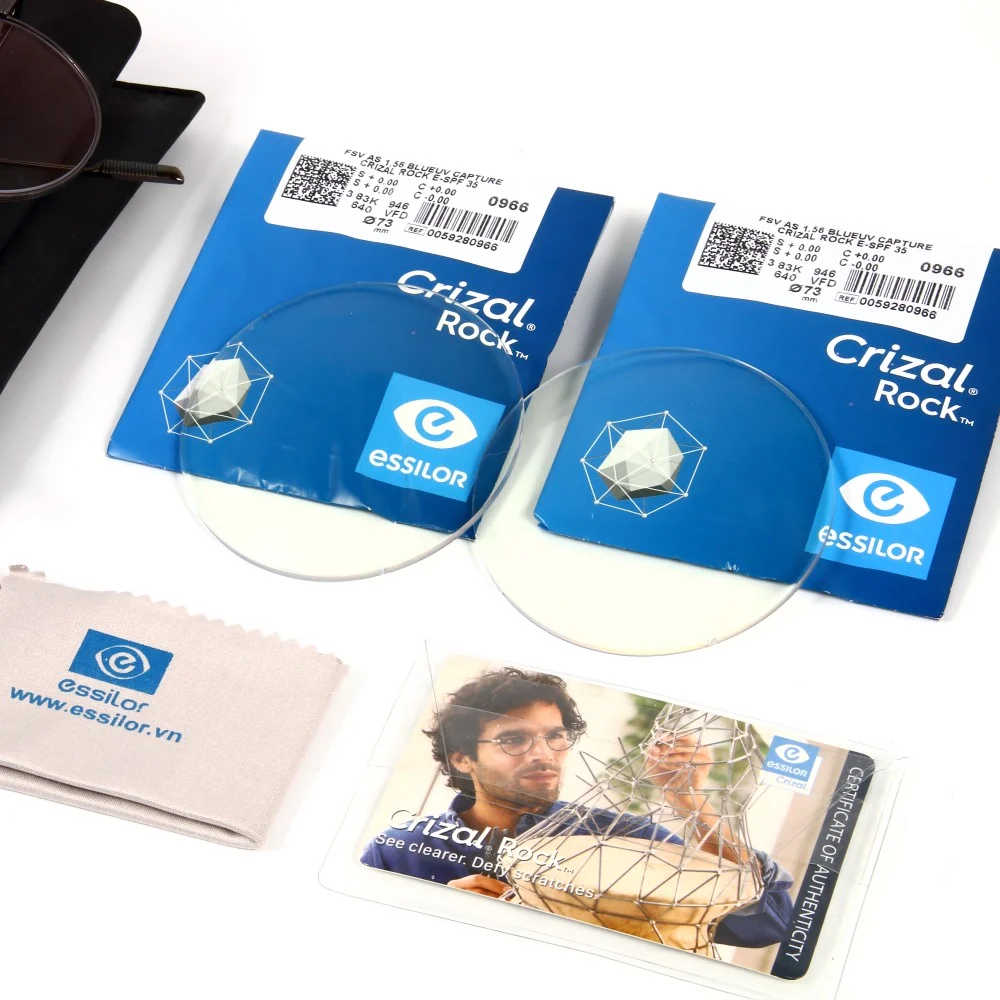 FSV AS 1.56 BLUEUV CAPTURE
CRIZAL ROCK E-SPF 35
S + 0.00 C +0.00
S + 0.00 C -0.00
0966
3 83K 946
640 VFD
Ø73
mm
REF 0059280966
Crizal®
Rock™
essilor
FSV AS 1.56 BLUEUV CAPTURE
CRIZAL ROCK E-SPF 35
S + 0.00 C +0.00
S + 0.00 C -0.00
0966
3 83K 946
640 VFD
Ø73
mm
REF 0059280966
Crizal®
Rock™
essilor
essilor
www.essilor.vn
essilor
Crizal
Crizal® Rock™
See clearer. Defy scratches.
CERTIFICATE OF AUTHENTICITY